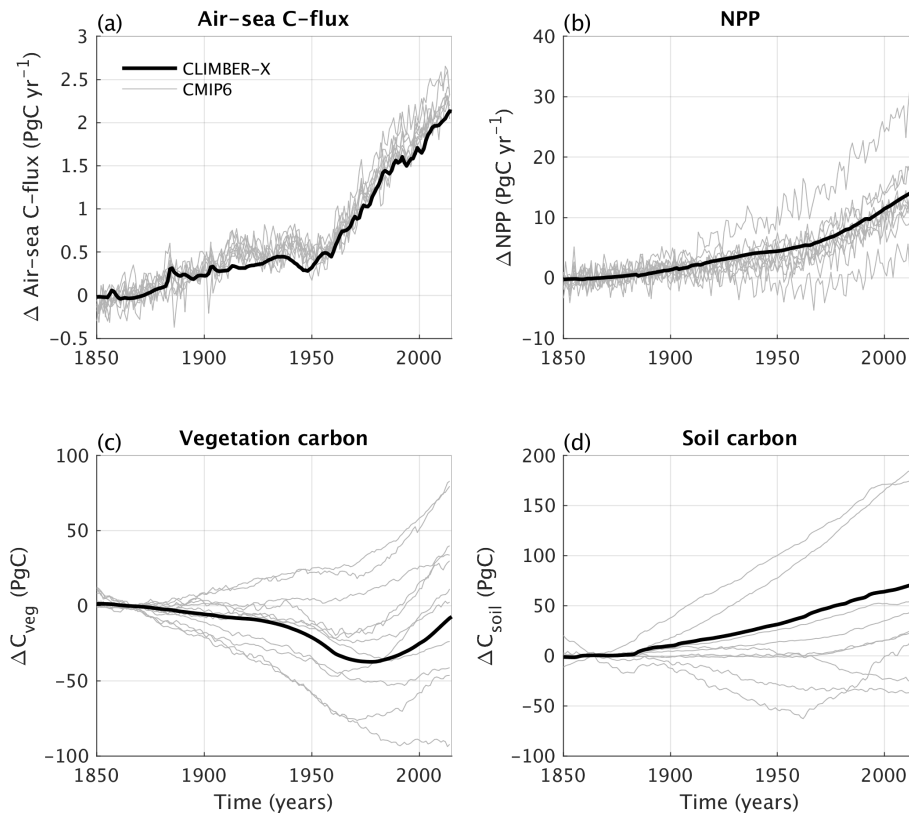 (a) Air-sea C-flux
Δ Air-sea C-flux (PgC yr⁻¹)
3
2.5
2
1.5
1
0.5
0
−0.5
CLIMBER-X
CMIP6
1850 1900 1950 2000
(b) NPP
Δ NPP (PgC yr⁻¹)
40
30
20
10
0
−10
1850 1900 1950 2000
(c) Vegetation carbon
ΔC_veg (PgC)
100
50
0
−50
−100
1850 1900 1950 2000
Time (years)
(d) Soil carbon
ΔC_soil (PgC)
200
150
100
50
0
−50
−100
1850 1900 1950 2000
Time (years)